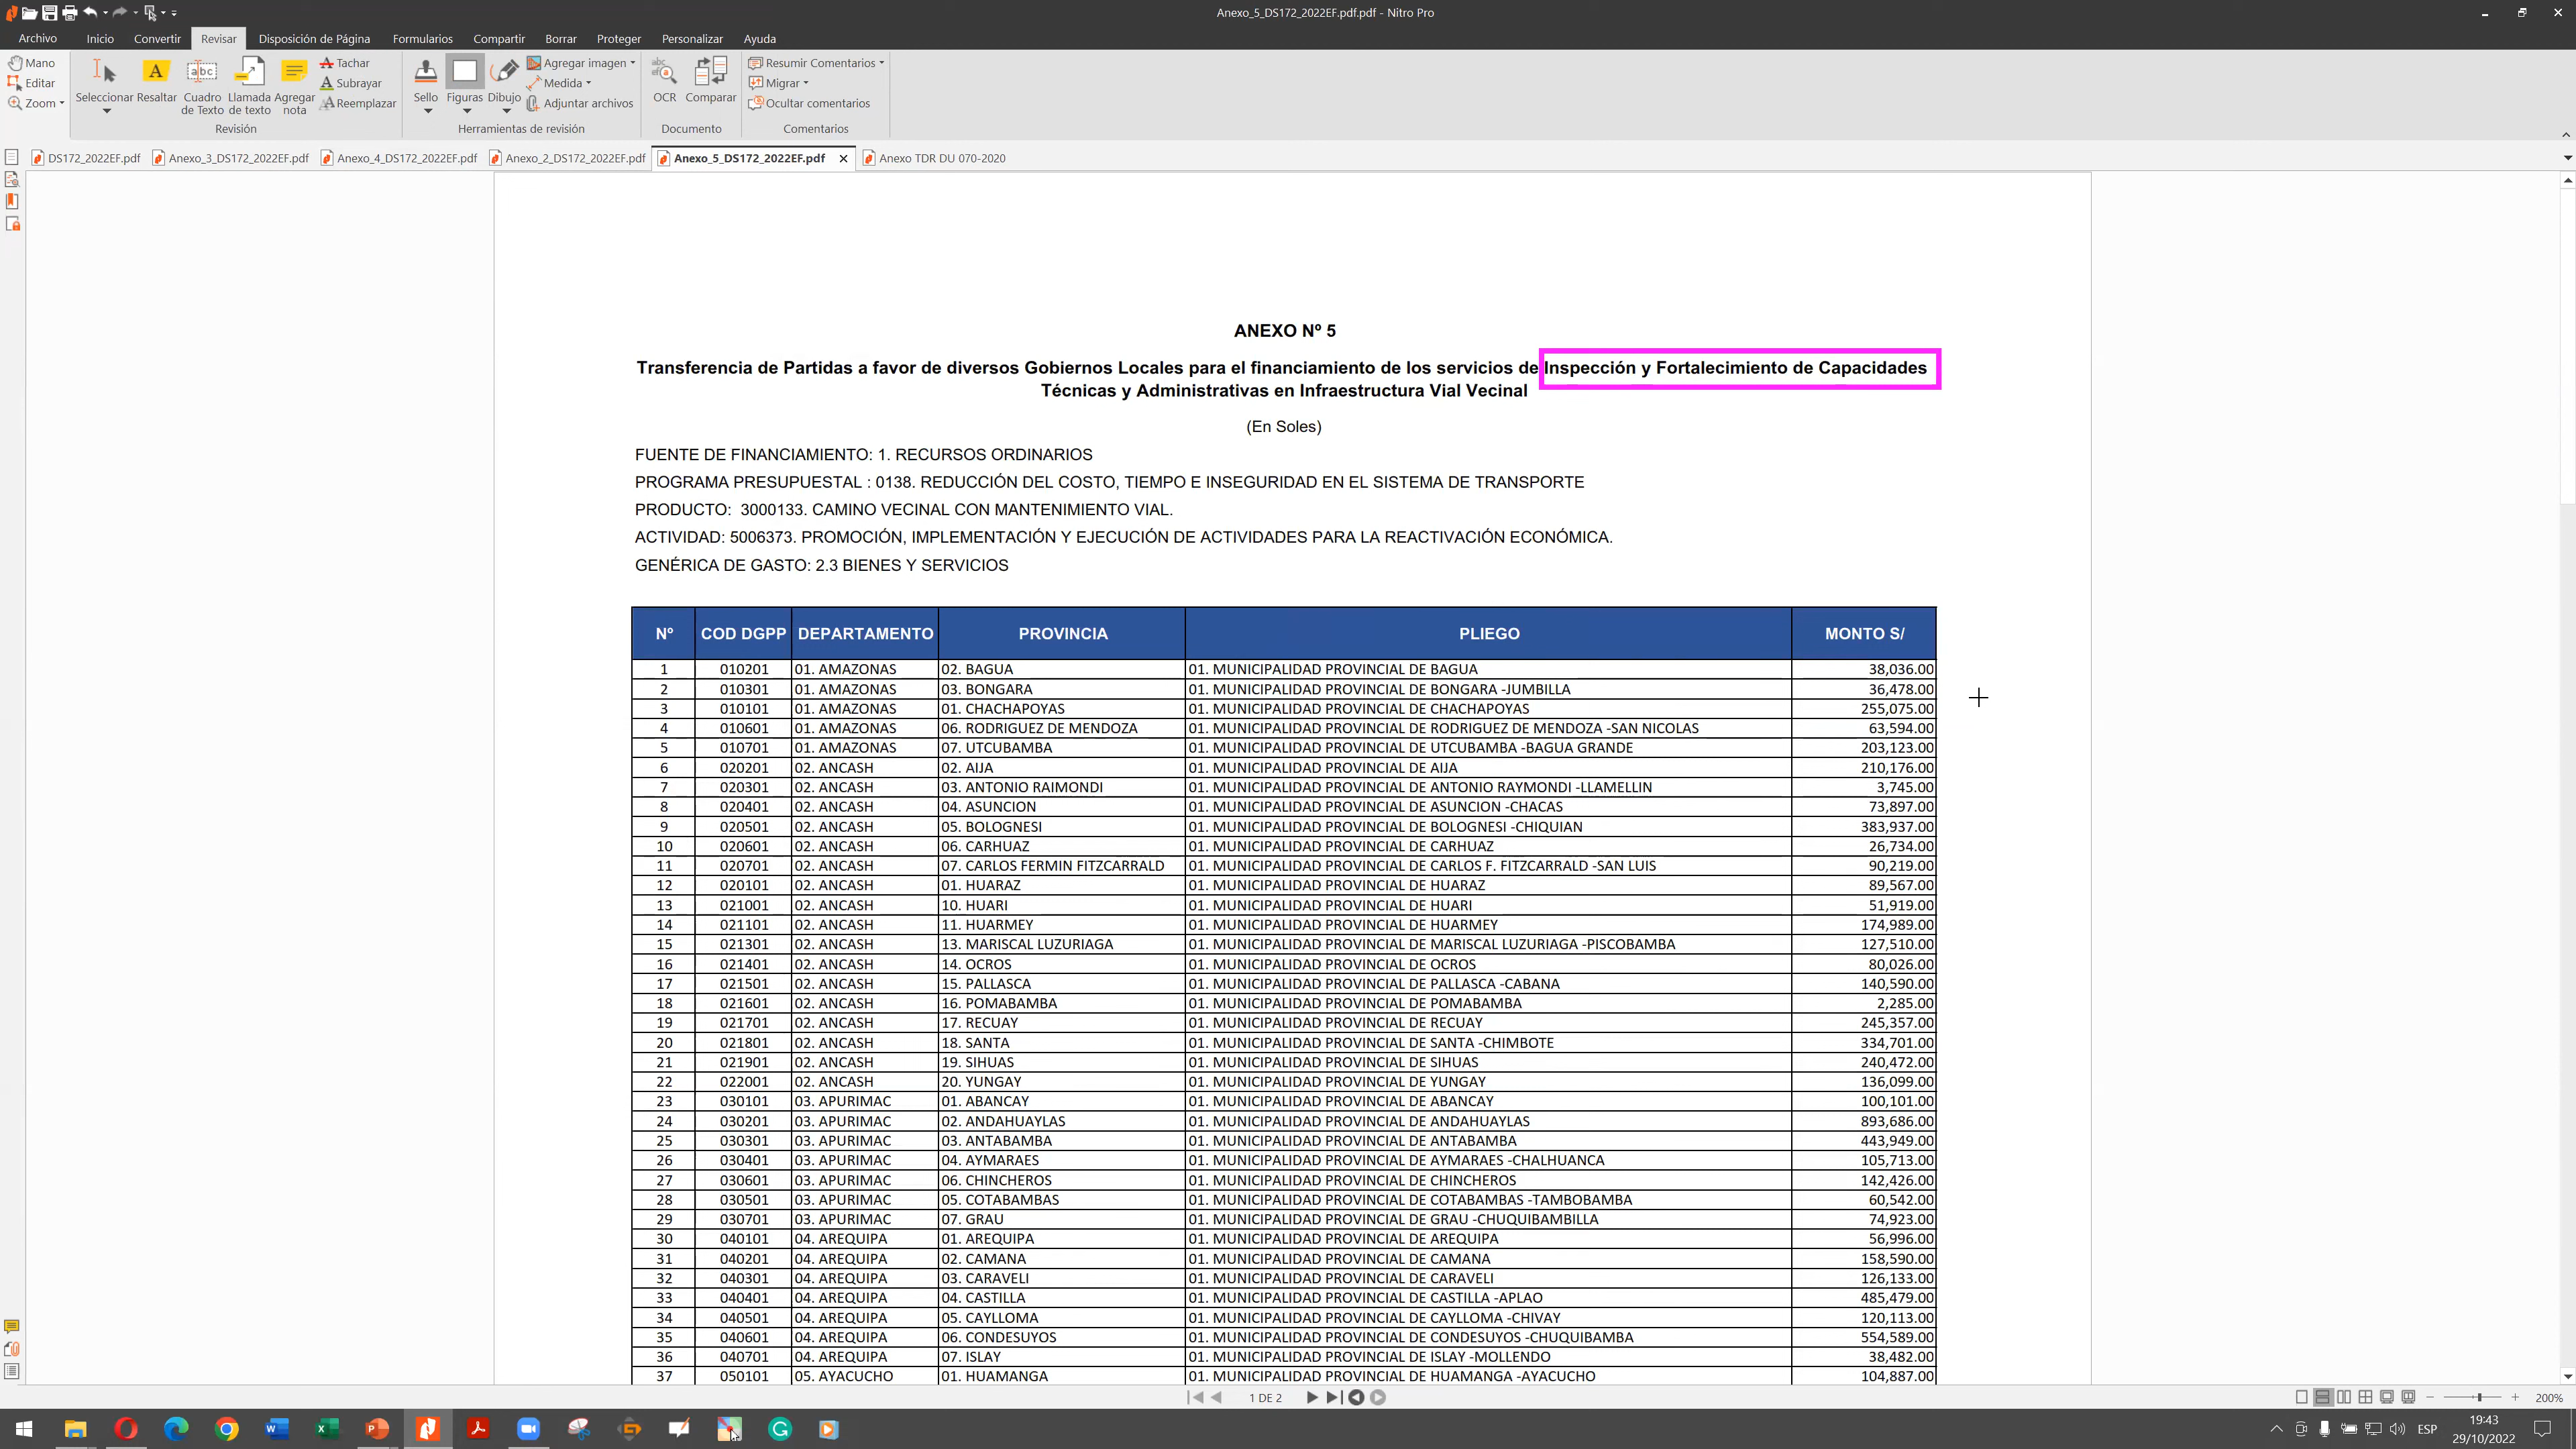 Anexo_5_DS172_2022EF.pdf.pdf - Nitro Pro
Archivo Inicio Convertir Revisar Disposición de Página Formularios Compartir Borrar Proteger Personalizar Ayuda
Mano
Editar
Zoom
Seleccionar
Resaltar
Cuadro de Texto
Llamada de texto
Agregar nota
Tachar
Subrayar
Reemplazar
Revisión
Sello
Figuras
Dibujo
Agregar imagen
Medida
Adjuntar archivos
Herramientas de revisión
OCR
Comparar
Documento
Resumir Comentarios
Migrar
Ocultar comentarios
Comentarios
DS172_2022EF.pdf Anexo_3_DS172_2022EF.pdf Anexo_4_DS172_2022EF.pdf Anexo_2_DS172_2022EF.pdf Anexo_5_DS172_2022EF.pdf Anexo TDR DU 070-2020
ANEXO Nº 5
Transferencia de Partidas a favor de diversos Gobiernos Locales para el financiamiento de los servicios de Inspección y Fortalecimiento de Capacidades
Técnicas y Administrativas en Infraestructura Vial Vecinal
(En Soles)
FUENTE DE FINANCIAMIENTO: 1. RECURSOS ORDINARIOS
PROGRAMA PRESUPUESTAL : 0138. REDUCCIÓN DEL COSTO, TIEMPO E INSEGURIDAD EN EL SISTEMA DE TRANSPORTE
PRODUCTO: 3000133. CAMINO VECINAL CON MANTENIMIENTO VIAL.
ACTIVIDAD: 5006373. PROMOCIÓN, IMPLEMENTACIÓN Y EJECUCIÓN DE ACTIVIDADES PARA LA REACTIVACIÓN ECONÓMICA.
GENÉRICA DE GASTO: 2.3 BIENES Y SERVICIOS
Nº COD DGPP DEPARTAMENTO PROVINCIA PLIEGO MONTO S/
1 010201 01. AMAZONAS 02. BAGUA 01. MUNICIPALIDAD PROVINCIAL DE BAGUA 38,036.00
2 010301 01. AMAZONAS 03. BONGARA 01. MUNICIPALIDAD PROVINCIAL DE BONGARA -JUMBILLA 36,478.00
3 010101 01. AMAZONAS 01. CHACHAPOYAS 01. MUNICIPALIDAD PROVINCIAL DE CHACHAPOYAS 255,075.00
4 010601 01. AMAZONAS 06. RODRIGUEZ DE MENDOZA 01. MUNICIPALIDAD PROVINCIAL DE RODRIGUEZ DE MENDOZA -SAN NICOLAS 63,594.00
5 010701 01. AMAZONAS 07. UTCUBAMBA 01. MUNICIPALIDAD PROVINCIAL DE UTCUBAMBA -BAGUA GRANDE 203,123.00
6 020201 02. ANCASH 02. AIJA 01. MUNICIPALIDAD PROVINCIAL DE AIJA 210,176.00
7 020301 02. ANCASH 03. ANTONIO RAIMONDI 01. MUNICIPALIDAD PROVINCIAL DE ANTONIO RAYMONDI -LLAMELLIN 3,745.00
8 020401 02. ANCASH 04. ASUNCION 01. MUNICIPALIDAD PROVINCIAL DE ASUNCION -CHACAS 73,897.00
9 020501 02. ANCASH 05. BOLOGNESI 01. MUNICIPALIDAD PROVINCIAL DE BOLOGNESI -CHIQUIAN 383,937.00
10 020601 02. ANCASH 06. CARHUAZ 01. MUNICIPALIDAD PROVINCIAL DE CARHUAZ 26,734.00
11 020701 02. ANCASH 07. CARLOS FERMIN FITZCARRALD 01. MUNICIPALIDAD PROVINCIAL DE CARLOS F. FITZCARRALD -SAN LUIS 90,219.00
12 020101 02. ANCASH 01. HUARAZ 01. MUNICIPALIDAD PROVINCIAL DE HUARAZ 89,567.00
13 021001 02. ANCASH 10. HUARI 01. MUNICIPALIDAD PROVINCIAL DE HUARI 51,919.00
14 021101 02. ANCASH 11. HUARMEY 01. MUNICIPALIDAD PROVINCIAL DE HUARMEY 174,989.00
15 021301 02. ANCASH 13. MARISCAL LUZURIAGA 01. MUNICIPALIDAD PROVINCIAL DE MARISCAL LUZURIAGA -PISCOBAMBA 127,510.00
16 021401 02. ANCASH 14. OCROS 01. MUNICIPALIDAD PROVINCIAL DE OCROS 80,026.00
17 021501 02. ANCASH 15. PALLASCA 01. MUNICIPALIDAD PROVINCIAL DE PALLASCA -CABANA 140,590.00
18 021601 02. ANCASH 16. POMABAMBA 01. MUNICIPALIDAD PROVINCIAL DE POMABAMBA 2,285.00
19 021701 02. ANCASH 17. RECUAY 01. MUNICIPALIDAD PROVINCIAL DE RECUAY 245,357.00
20 021801 02. ANCASH 18. SANTA 01. MUNICIPALIDAD PROVINCIAL DE SANTA -CHIMBOTE 334,701.00
21 021901 02. ANCASH 19. SIHUAS 01. MUNICIPALIDAD PROVINCIAL DE SIHUAS 240,472.00
22 022001 02. ANCASH 20. YUNGAY 01. MUNICIPALIDAD PROVINCIAL DE YUNGAY 136,099.00
23 030101 03. APURIMAC 01. ABANCAY 01. MUNICIPALIDAD PROVINCIAL DE ABANCAY 100,101.00
24 030201 03. APURIMAC 02. ANDAHUAYLAS 01. MUNICIPALIDAD PROVINCIAL DE ANDAHUAYLAS 893,686.00
25 030301 03. APURIMAC 03. ANTABAMBA 01. MUNICIPALIDAD PROVINCIAL DE ANTABAMBA 443,949.00
26 030401 03. APURIMAC 04. AYMARAES 01. MUNICIPALIDAD PROVINCIAL DE AYMARAES -CHALHUANCA 105,713.00
27 030601 03. APURIMAC 06. CHINCHEROS 01. MUNICIPALIDAD PROVINCIAL DE CHINCHEROS 142,426.00
28 030501 03. APURIMAC 05. COTABAMBAS 01. MUNICIPALIDAD PROVINCIAL DE COTABAMBAS -TAMBOBAMBA 60,542.00
29 030701 03. APURIMAC 07. GRAU 01. MUNICIPALIDAD PROVINCIAL DE GRAU -CHUQUIBAMBILLA 74,923.00
30 040101 04. AREQUIPA 01. AREQUIPA 01. MUNICIPALIDAD PROVINCIAL DE AREQUIPA 56,996.00
31 040201 04. AREQUIPA 02. CAMANA 01. MUNICIPALIDAD PROVINCIAL DE CAMANA 158,590.00
32 040301 04. AREQUIPA 03. CARAVELI 01. MUNICIPALIDAD PROVINCIAL DE CARAVELI 126,133.00
33 040401 04. AREQUIPA 04. CASTILLA 01. MUNICIPALIDAD PROVINCIAL DE CASTILLA -APLAO 485,479.00
34 040501 04. AREQUIPA 05. CAYLLOMA 01. MUNICIPALIDAD PROVINCIAL DE CAYLLOMA -CHIVAY 120,113.00
35 040601 04. AREQUIPA 06. CONDESUYOS 01. MUNICIPALIDAD PROVINCIAL DE CONDESUYOS -CHUQUIBAMBA 554,589.00
36 040701 04. AREQUIPA 07. ISLAY 01. MUNICIPALIDAD PROVINCIAL DE ISLAY -MOLLENDO 38,482.00
37 050101 05. AYACUCHO 01. HUAMANGA 01. MUNICIPALIDAD PROVINCIAL DE HUAMANGA -AYACUCHO 104,887.00
1 DE 2
200%
ESP
19:43
29/10/2022